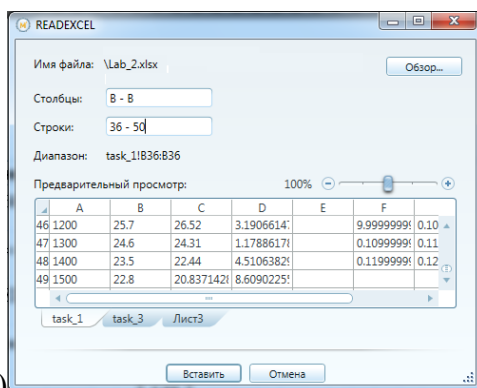 READEXCEL
Имя файла: \Lab_2.xlsx Обзор...
Столбцы: B - B
Строки: 36 - 50
Диапазон: task_1!B36:B36
Предварительный просмотр: 100%
A B C D E F
46 1200 25.7 26.52 3.19066147 9.99999999 0.10
47 1300 24.6 24.31 1.17886178 0.10999999 0.11
48 1400 23.5 22.44 4.51063829 0.11999999 0.12
49 1500 22.8 20.8371428 8.6090225
task_1 task_3 Лист3
Вставить Отмена
)